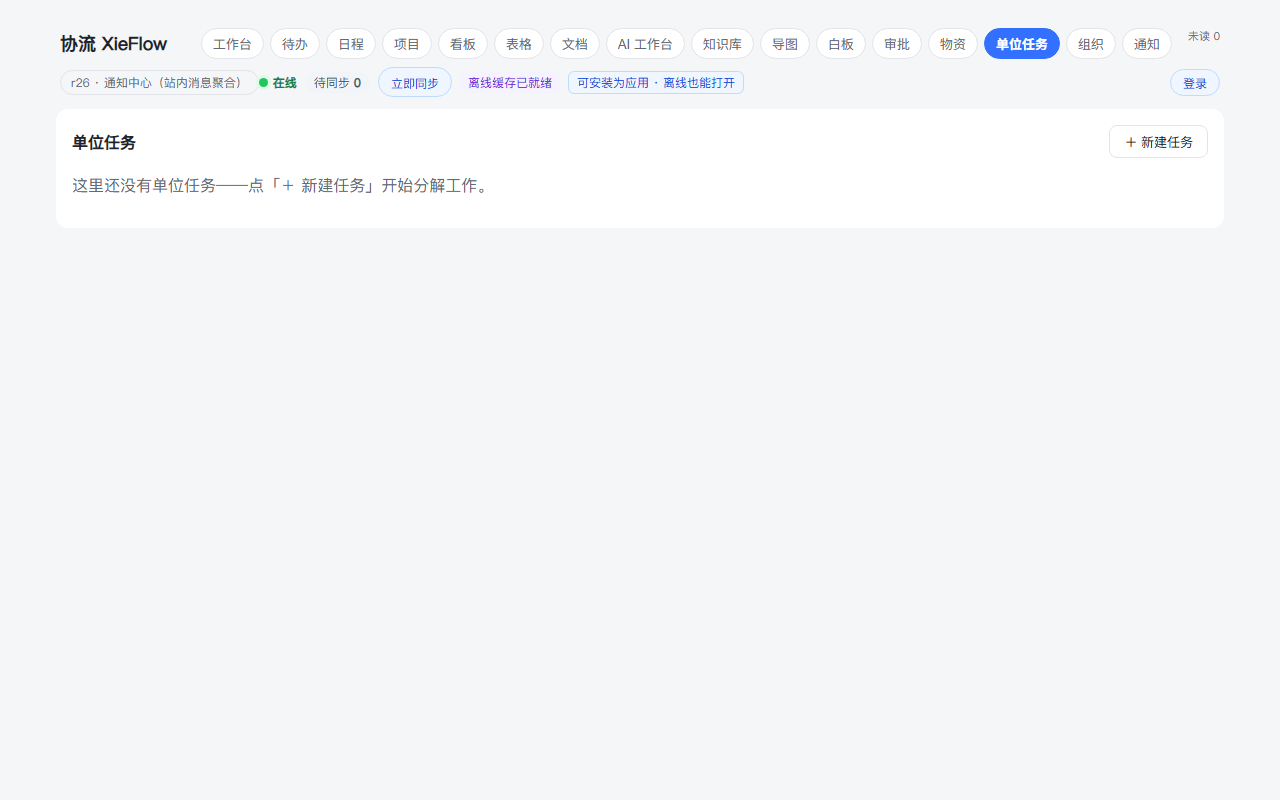 协流 XieFlow 工作台 待办 日程 项目 看板 表格 文档 AI 工作台 知识库 导图 白板 审批 物资 单位任务 组织 通知 未读 0
r26 · 通知中心（站内消息聚合） 在线 待同步 0 立即同步 离线缓存已就绪 可安装为应用 · 离线也能打开 登录
单位任务 ＋ 新建任务
这里还没有单位任务——点「＋ 新建任务」开始分解工作。